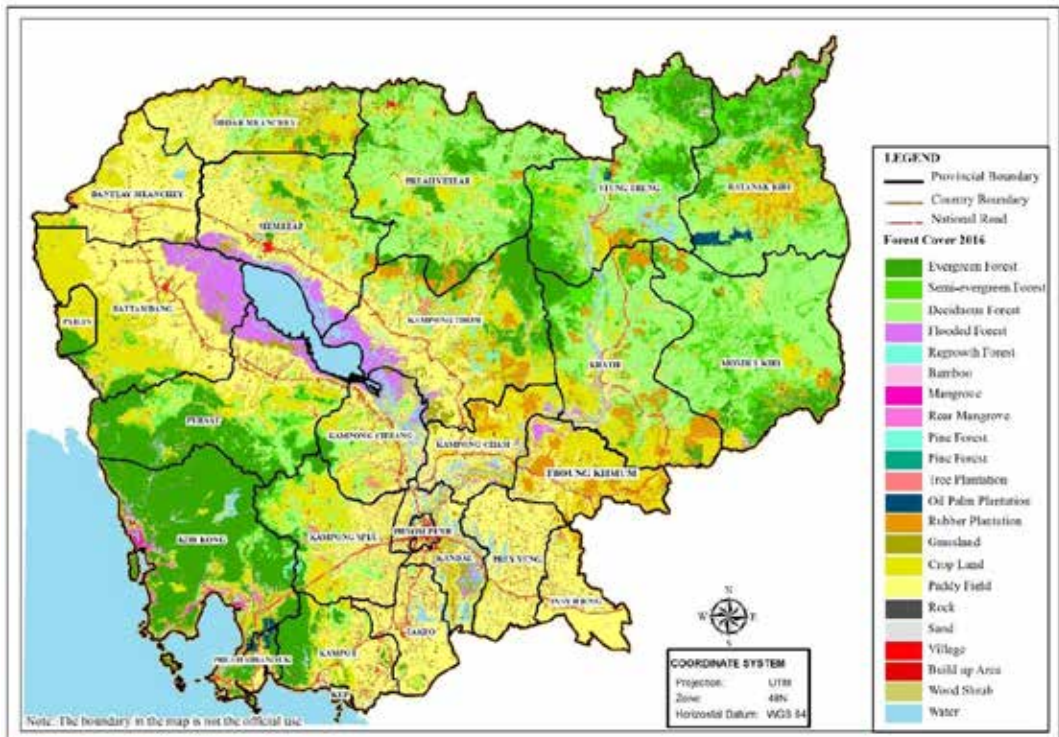 ODDAR MEANCHEY
PREAH VIHEAR
STUNG TRENG
RATANAK KIRI
BANTEAY MEANCHEY
SIEMREAP
BATTAMBANG
PAILIN
KAMPONG THOM
KRATIE
MONDUL KIRI
PURSAT
KAMPONG CHHANG
KAMPONG CHAM
TBOUNG KHMUM
KOH KONG
KAMPONG SPEU
PHNOM PENH
KANDAL
PREY VENG
SVAY RIENG
TAKEO
KAMPOT
KEP
LEGEND
Provincial Boundary
Country Boundary
National Road
Forest Cover 2016
Evergreen Forest
Semi-evergreen Forest
Deciduous Forest
Flooded Forest
Regrowth Forest
Bamboo
Mangrove
Rear Mangrove
Pine Forest
Pine Forest
Tree Plantation
Oil Palm Plantation
Rubber Plantation
Grassland
Crop Land
Paddy Field
Rock
Sand
Village
Build up Area
Wood Shrub
Water
N
W E
S
COORDINATE SYSTEM
Projection: UTM
Zone: 48N
Horizontal Datum: WGS 84
Note: The boundary in the map is not the official use